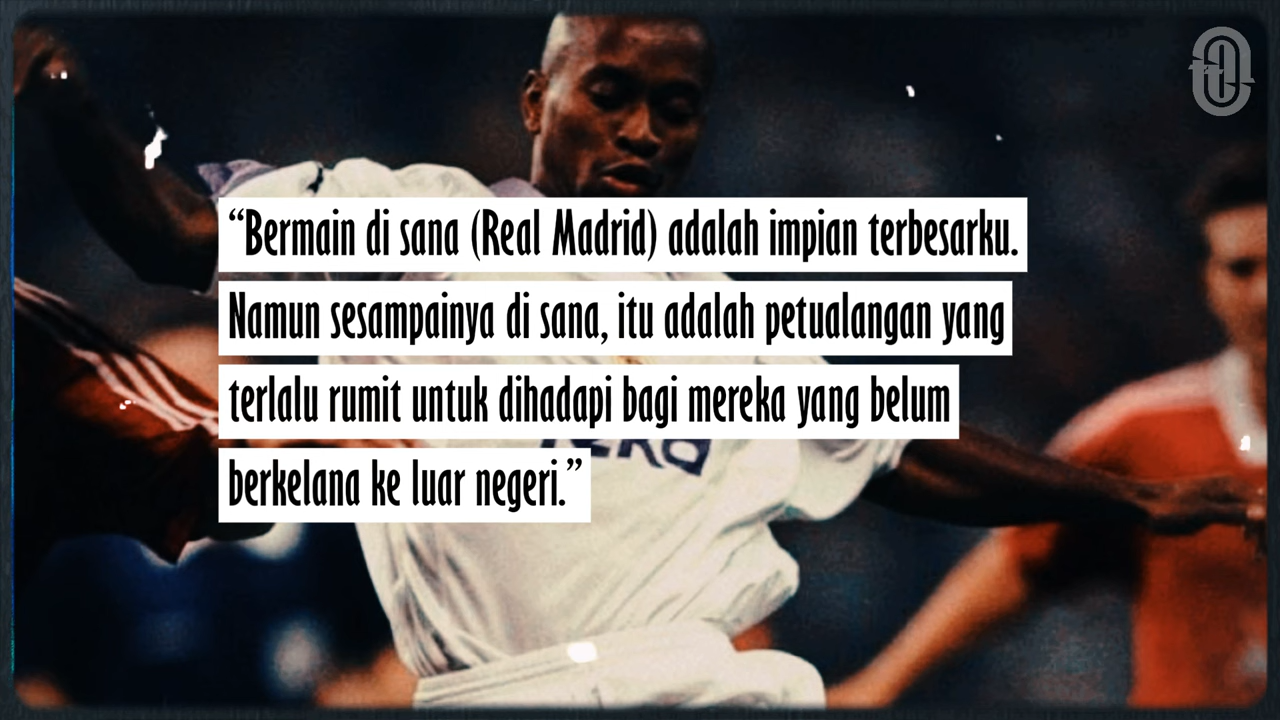 “Bermain di sana (Real Madrid) adalah impian terbesarku.
Namun sesampainya di sana, itu adalah petualangan yang
terlalu rumit untuk dihadapi bagi mereka yang belum
berkelana ke luar negeri.”